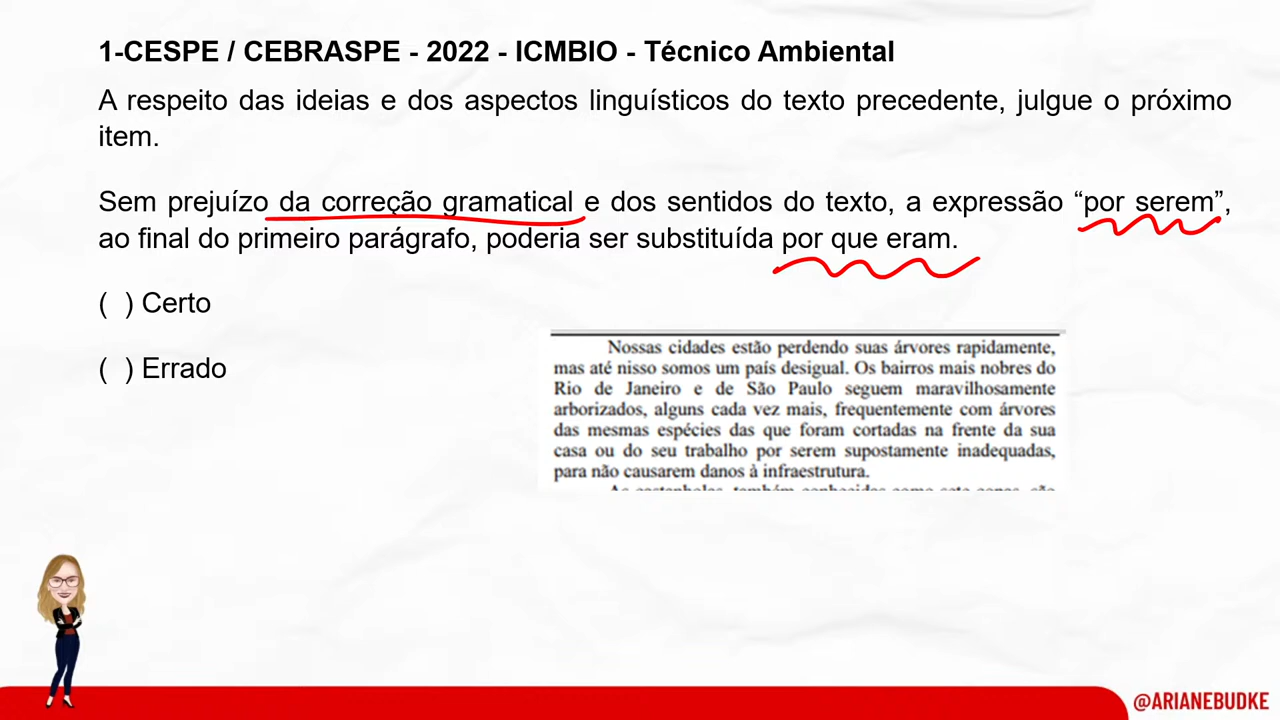 1-CESPE / CEBRASPE - 2022 - ICMBIO - Técnico Ambiental
A respeito das ideias e dos aspectos linguísticos do texto precedente, julgue o próximo
item.
Sem prejuízo da correção gramatical e dos sentidos do texto, a expressão “por serem”,
ao final do primeiro parágrafo, poderia ser substituída por que eram.
( ) Certo
( ) Errado
Nossas cidades estão perdendo suas árvores rapidamente,
mas até nisso somos um país desigual. Os bairros mais nobres do
Rio de Janeiro e de São Paulo seguem maravilhosamente
arborizados, alguns cada vez mais, frequentemente com árvores
das mesmas espécies das que foram cortadas na frente da sua
casa ou do seu trabalho por serem supostamente inadequadas,
para não causarem danos à infraestrutura.
@ARIANEBUDKE